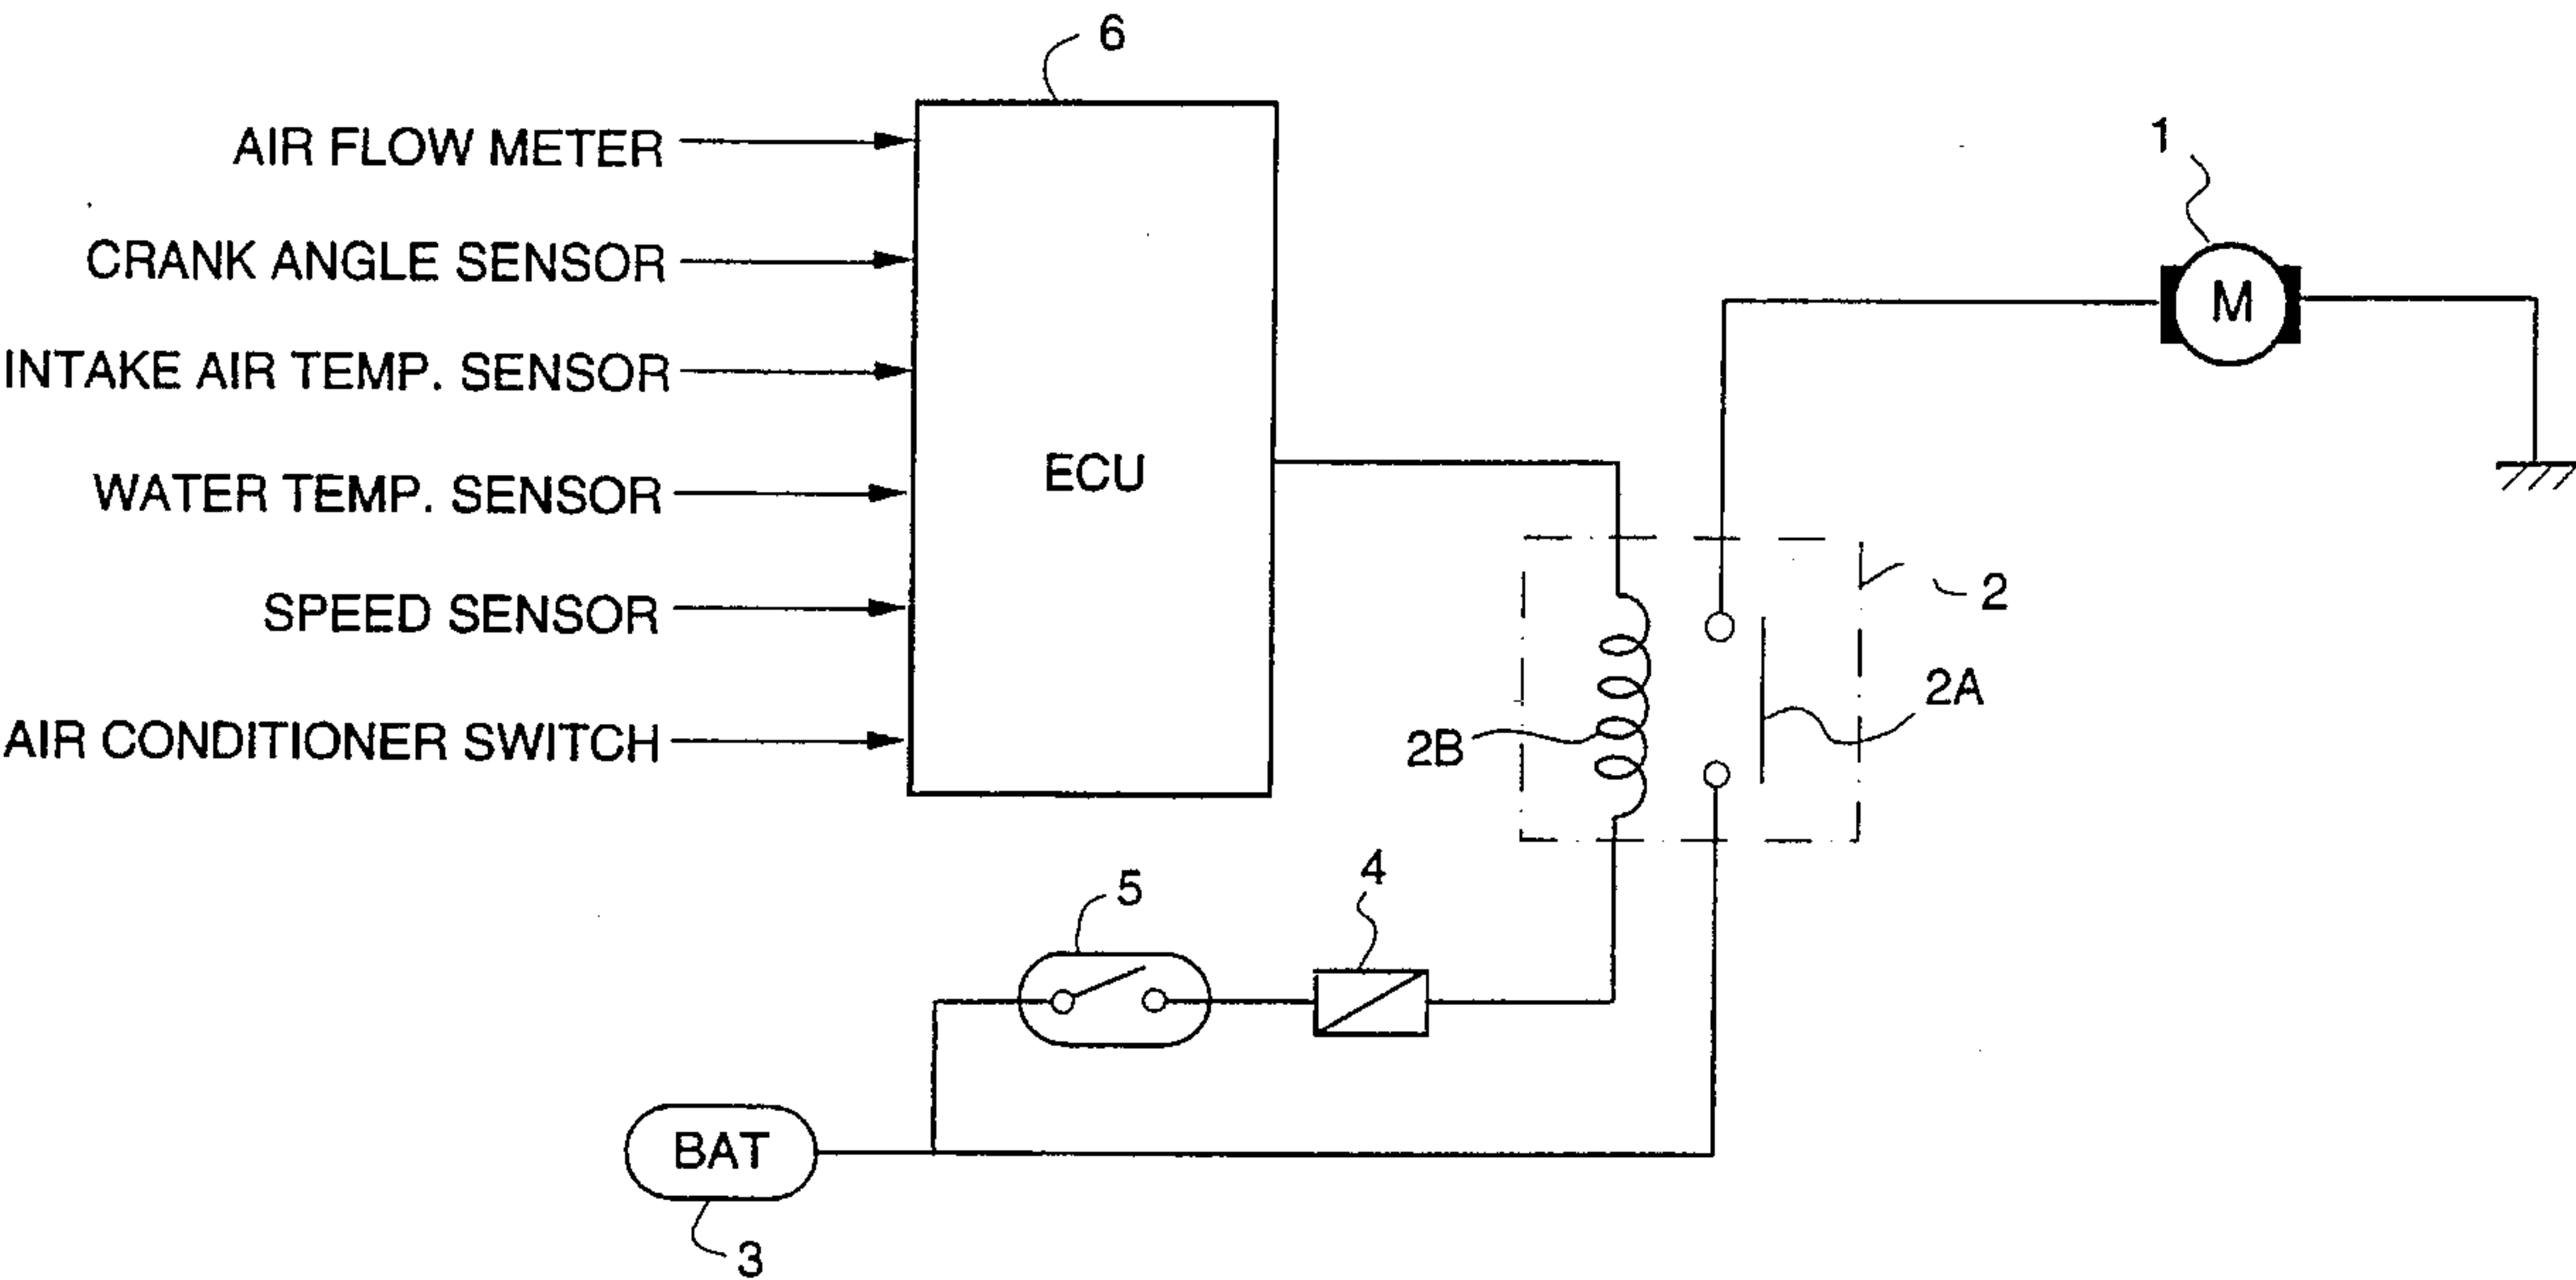 6
AIR FLOW METER
1
CRANK ANGLE SENSOR
M
INTAKE AIR TEMP. SENSOR
ECU
WATER TEMP. SENSOR
2
SPEED SENSOR
2A
AIR CONDITIONER SWITCH
2B
5
4
BAT
3